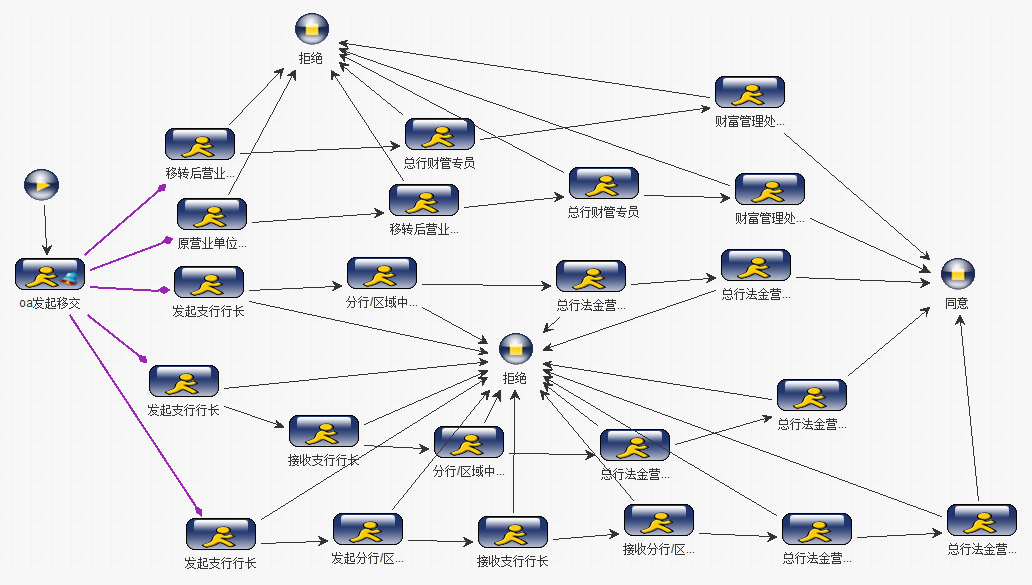 拒绝
财富管理处...
总行财管专员
移转后营业...
总行财管专员
财富管理处...
移转后营业...
原营业单位...
oa发起移交
发起支行行长
分行/区域中...
总行法金营...
总行法金营...
同意
拒绝
发起支行行长
总行法金营...
接收支行行长
分行/区域中...
总行法金营...
发起支行行长
发起分行/区...
接收支行行长
接收分行/区...
总行法金营...
总行法金营...